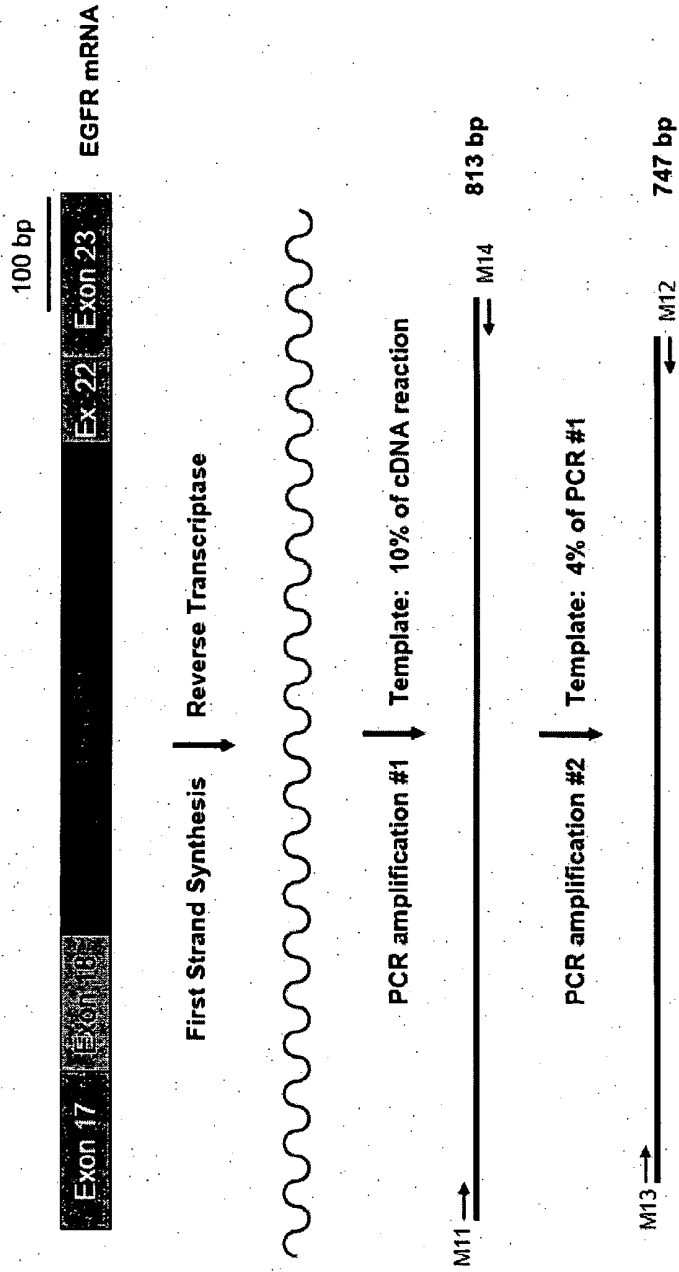 100 bp
Exon 17 Exon 18 Ex. 22 Exon 23 EGFR mRNA
First Strand Synthesis Reverse Transcriptase
PCR amplification #1 Template: 10% of cDNA reaction
M11 813 bp
M14
PCR amplification #2 Template: 4% of PCR #1
M13 747 bp
M12